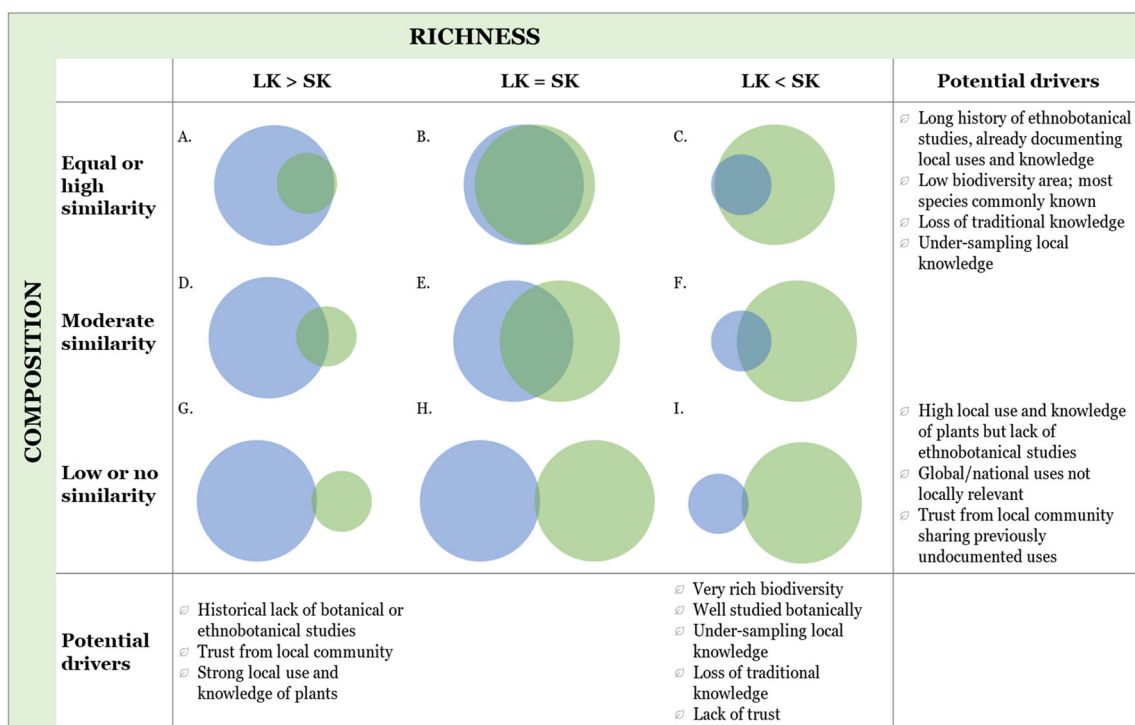 RICHNESS
LK > SK
LK = SK
LK < SK
Potential drivers
COMPOSITION
Equal or
high
similarity
A.
B.
C.
Long history of ethnobotanical
studies, already documenting
local uses and knowledge
Low biodiversity area; most
species commonly known
Loss of traditional knowledge
Under-sampling local
knowledge
Moderate
similarity
D.
E.
F.
Low or no
similarity
G.
H.
I.
High local use and knowledge
of plants but lack of
ethnobotanical studies
Global/national uses not
locally relevant
Trust from local community
sharing previously
undocumented uses
Potential
drivers
Historical lack of botanical or
ethnobotanical studies
Trust from local community
Strong local use and
knowledge of plants
Very rich biodiversity
Well studied botanically
Under-sampling local
knowledge
Loss of traditional
knowledge
Lack of trust